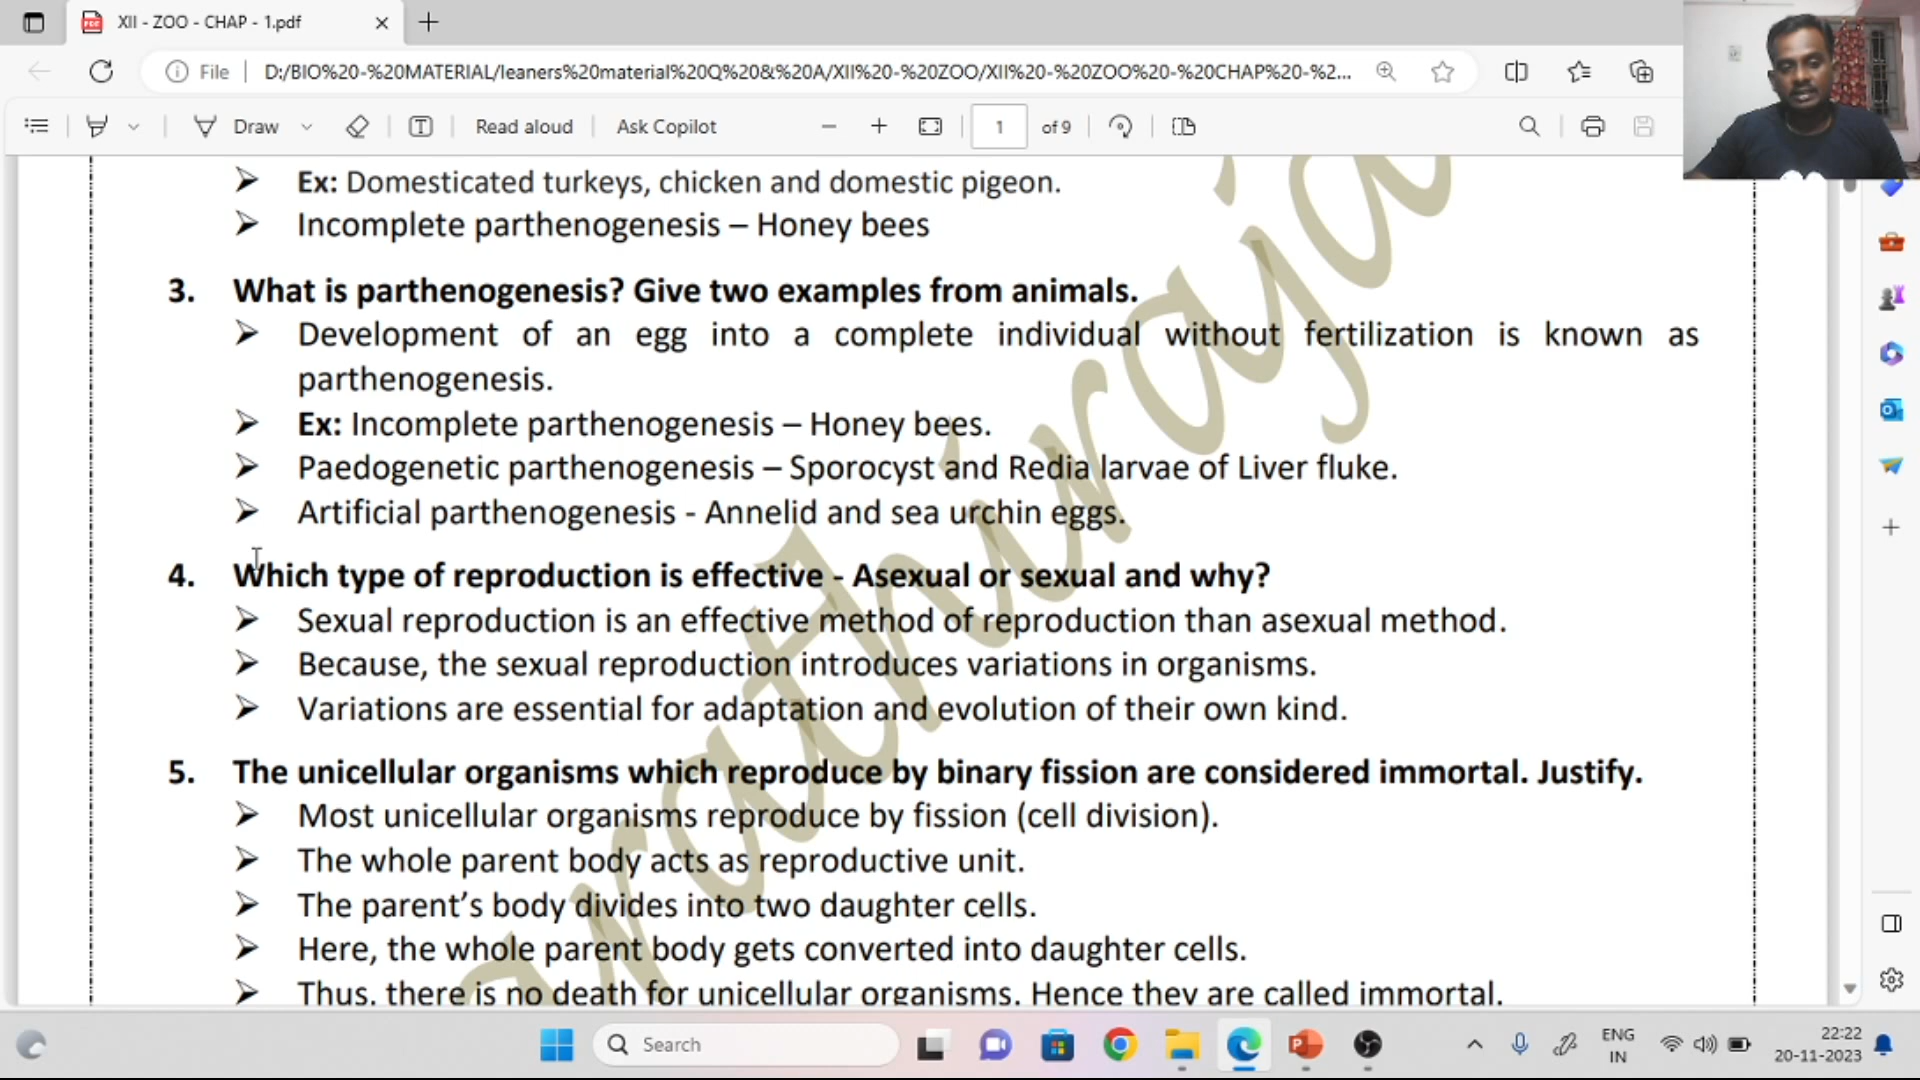 XII - ZOO - CHAP - 1.pdf
File
D:/BIO%20-%20MATERIAL/leaners%20material%20Q%20&%20A/XII%20-%20ZOO/XII%20-%20ZOO%20-%20CHAP%20-%2...
Draw
Read aloud
Ask Copilot
1 of 9
➤ Ex: Domesticated turkeys, chicken and domestic pigeon.
➤ Incomplete parthenogenesis – Honey bees
3. What is parthenogenesis? Give two examples from animals.
➤ Development of an egg into a complete individual without fertilization is known as
parthenogenesis.
➤ Ex: Incomplete parthenogenesis – Honey bees.
➤ Paedogenetic parthenogenesis – Sporocyst and Redia larvae of Liver fluke.
➤ Artificial parthenogenesis - Annelid and sea urchin eggs.
4. Which type of reproduction is effective - Asexual or sexual and why?
➤ Sexual reproduction is an effective method of reproduction than asexual method.
➤ Because, the sexual reproduction introduces variations in organisms.
➤ Variations are essential for adaptation and evolution of their own kind.
5. The unicellular organisms which reproduce by binary fission are considered immortal. Justify.
➤ Most unicellular organisms reproduce by fission (cell division).
➤ The whole parent body acts as reproductive unit.
➤ The parent's body divides into two daughter cells.
➤ Here, the whole parent body gets converted into daughter cells.
➤ Thus, there is no death for unicellular organisms. Hence they are called immortal.
Search
ENG
IN
22:22
20-11-2023